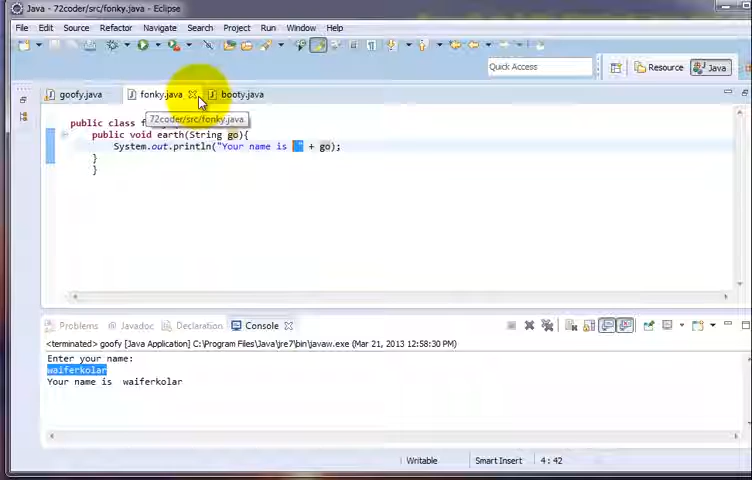 Java - 72coder/src/fonky.java - Eclipse
File Edit Source Refactor Navigate Search Project Run Window Help
Quick Access Resource Java
goofy.java fonky.java booty.java
72coder/src/fonky.java
public class f
public void earth(String go){
System.out.println("Your name is " + go);
}
}
Problems Javadoc Declaration Console
<terminated> goofy [Java Application] C:\Program Files\Java\jre7\bin\javaw.exe (Mar 21, 2013 12:58:30 PM)
Enter your name:
waiferkolar
Your name is  waiferkolar
Writable Smart Insert 4 : 42